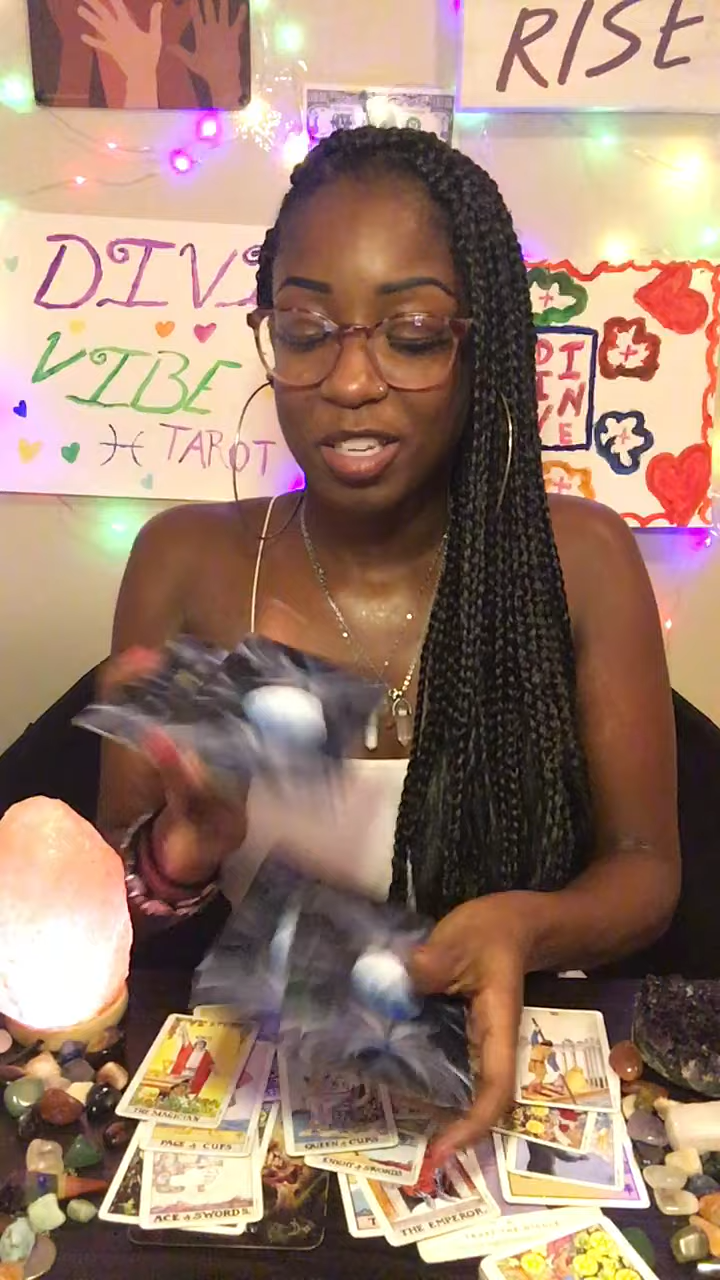 RISE
DIVI
VIBE
♓ TAROT
DI
IN
VE
THE MAGICIAN.
PAGE of CUPS.
ACE of SWORDS.
QUEEN of CUPS.
KNIGHT of SWORDS.
THE EMPEROR.